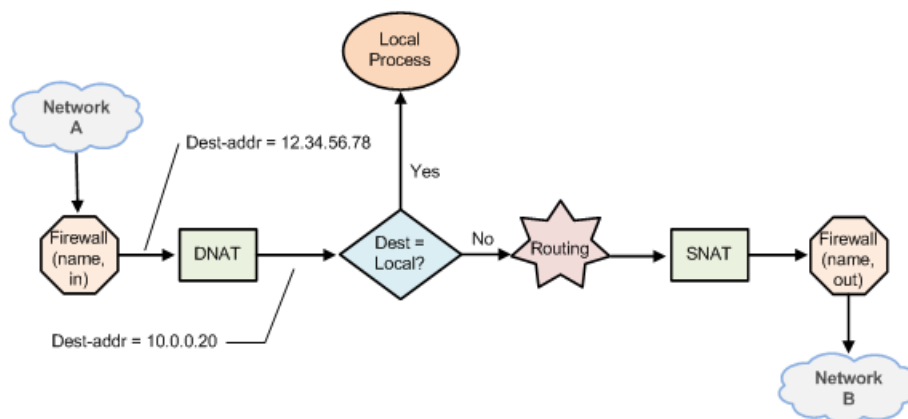 Local
Process
Network
A
Dest-addr = 12.34.56.78
Yes
Firewall
(name,
in)
DNAT
Dest =
Local?
No
Routing
SNAT
Firewall
(name,
out)
Dest-addr = 10.0.0.20
Network
B